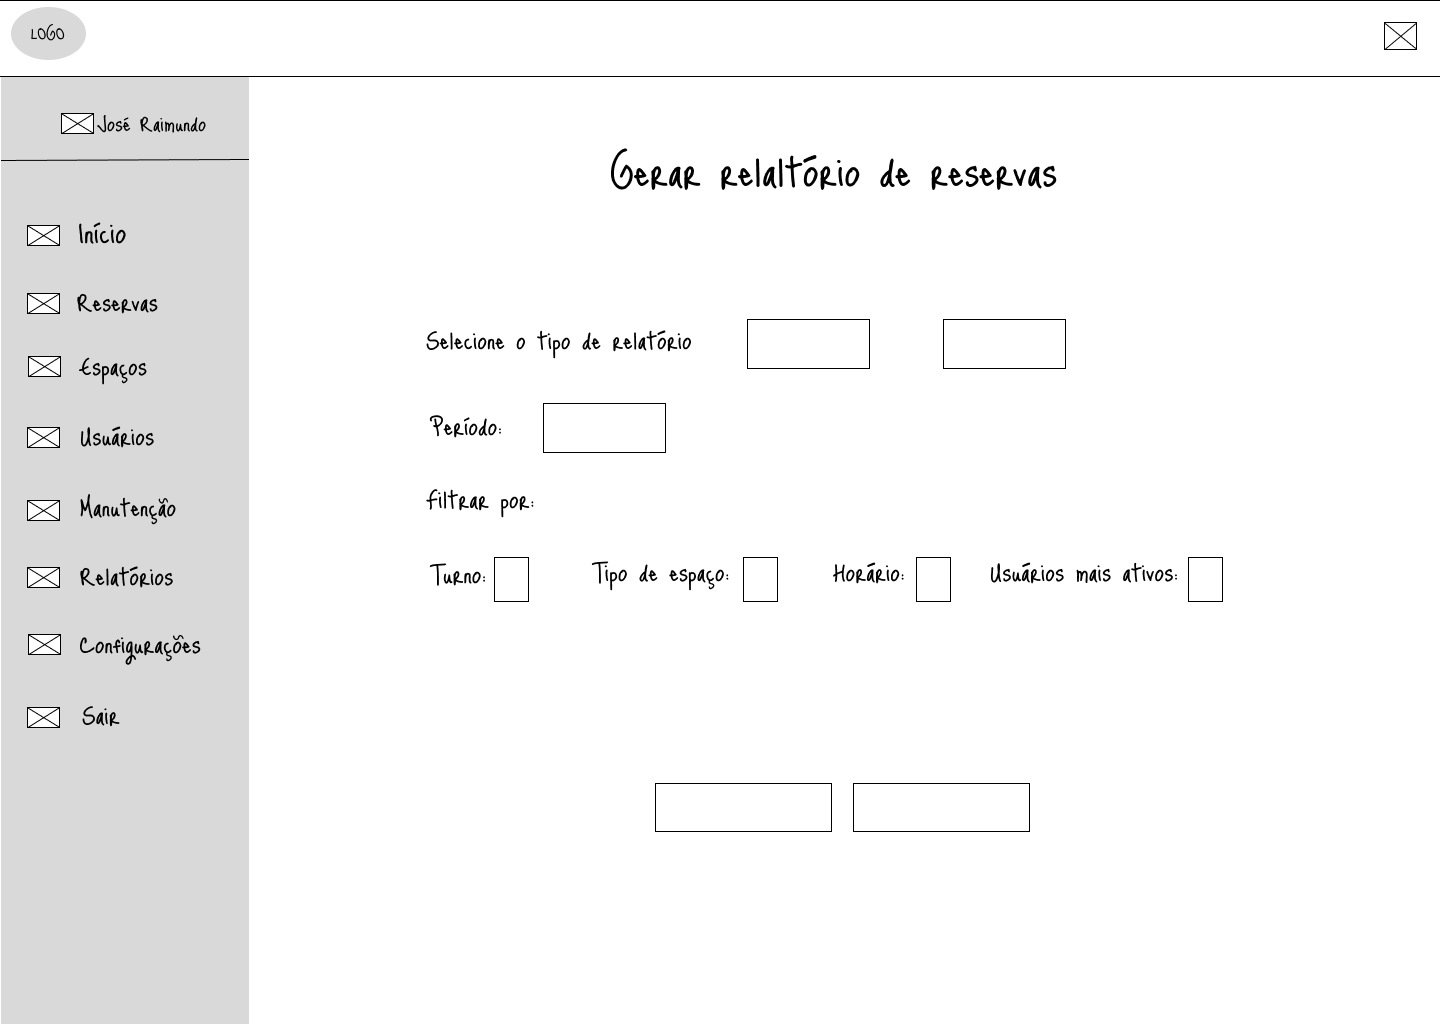 LOGO
José Raimundo
Gerar relaltório de reservas
Início
Reservas
Espaços
Usuários
Manutenção
Relatórios
Configurações
Sair
Selecione o tipo de relatório
Período:
filtrar por:
Turno: Tipo de espaço: Horário: Usuários mais ativos: